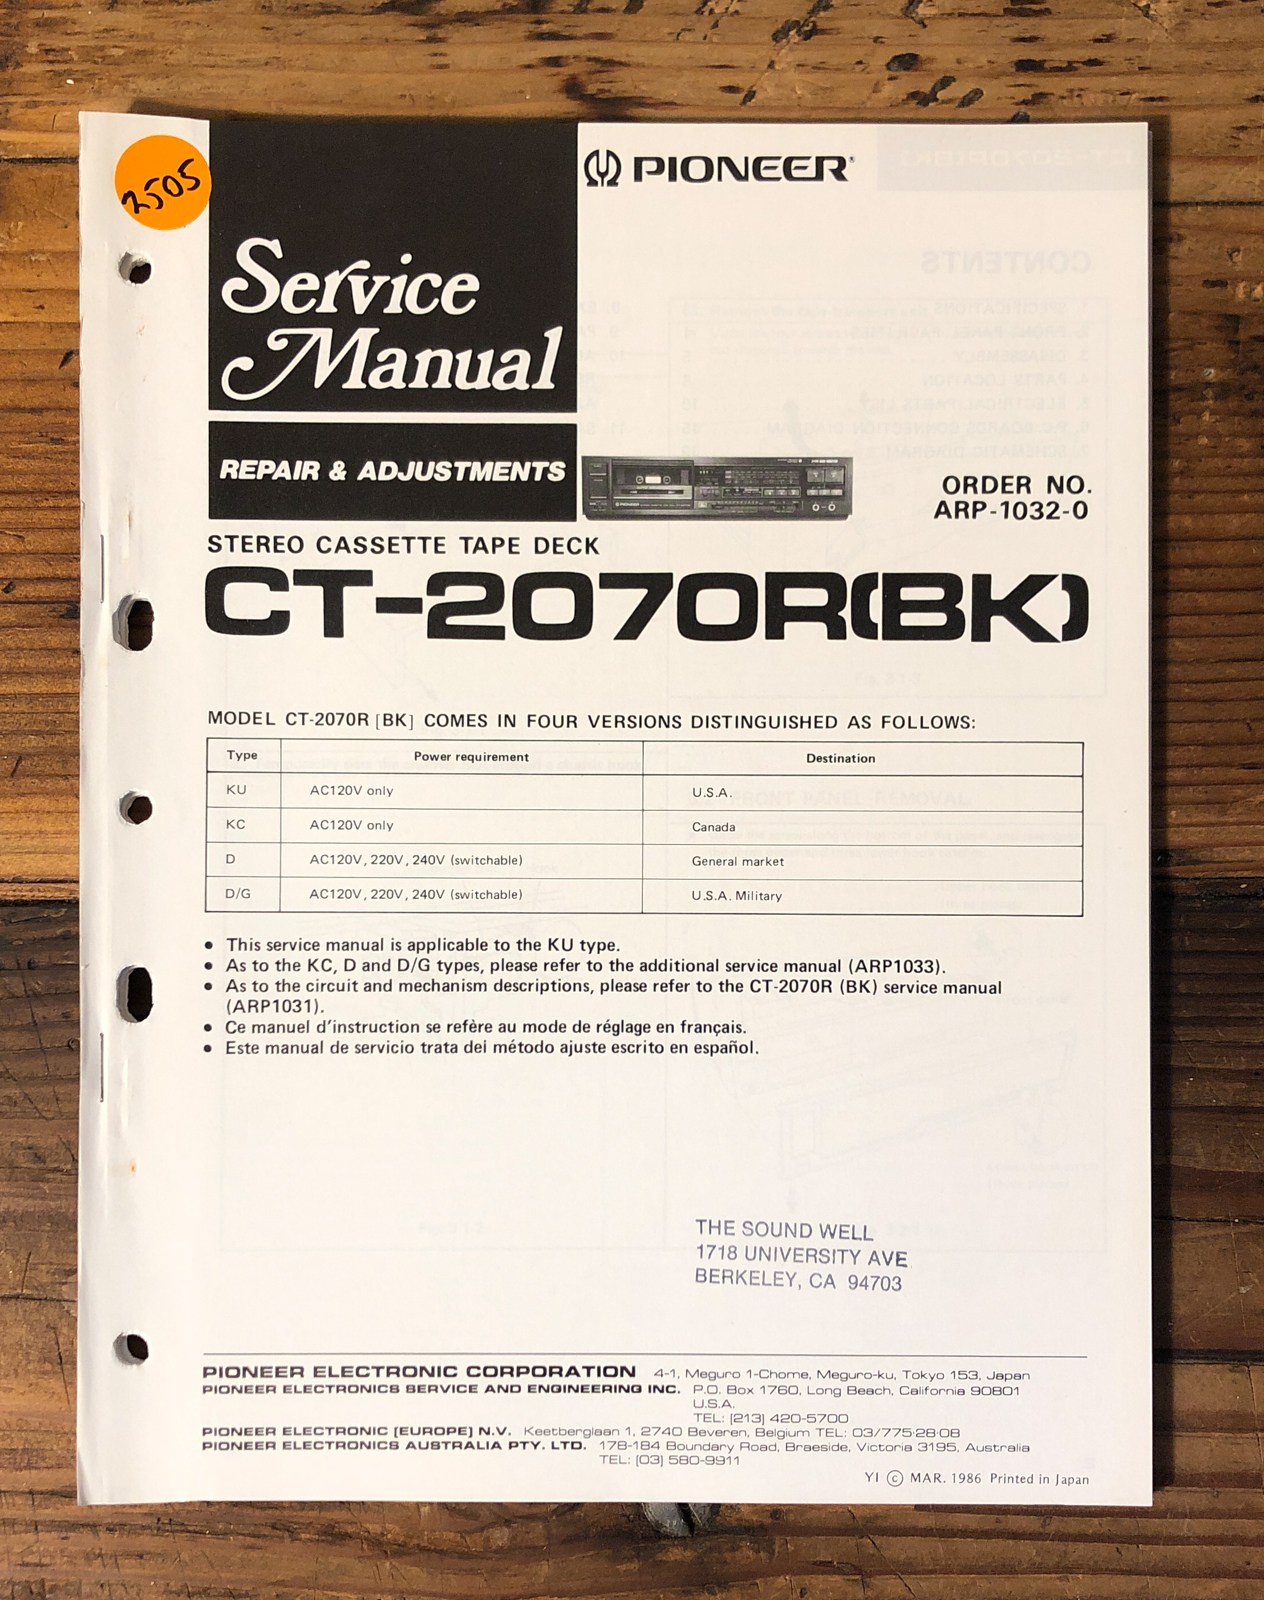 2505
Service
Manual
PIONEER
REPAIR & ADJUSTMENTS
PIONEER
ORDER NO.
ARP-1032-0
STEREO CASSETTE TAPE DECK
CT-2070R(BK)
MODEL CT-2070R [BK] COMES IN FOUR VERSIONS DISTINGUISHED AS FOLLOWS:
Type Power requirement Destination
KU AC120V only U.S.A.
KC AC120V only Canada
D AC120V, 220V, 240V (switchable) General market
D/G AC120V, 220V, 240V (switchable) U.S.A. Military
● This service manual is applicable to the KU type.
● As to the KC, D and D/G types, please refer to the additional service manual (ARP1033).
● As to the circuit and mechanism descriptions, please refer to the CT-2070R (BK) service manual
(ARP1031).
● Ce manuel d'instruction se refère au mode de réglage en français.
● Este manual de servicio trata dei método ajuste escrito en español.
THE SOUND WELL
1718 UNIVERSITY AVE.
BERKELEY, CA 94703
PIONEER ELECTRONIC CORPORATION 4-1, Meguro 1-Chome, Meguro-ku, Tokyo 153, Japan
PIONEER ELECTRONICS SERVICE AND ENGINEERING INC. P.O. Box 1760, Long Beach, California 90801
U.S.A.
TEL: (213) 420-5700
PIONEER ELECTRONIC [EUROPE] N.V. Keetberglaan 1, 2740 Beveren, Belgium TEL: 03/775·28·08
PIONEER ELECTRONICS AUSTRALIA PTY. LTD. 178-184 Boundary Road, Braeside, Victoria 3195, Australia
TEL: [03] 580-9911
YI © MAR. 1986 Printed in Japan